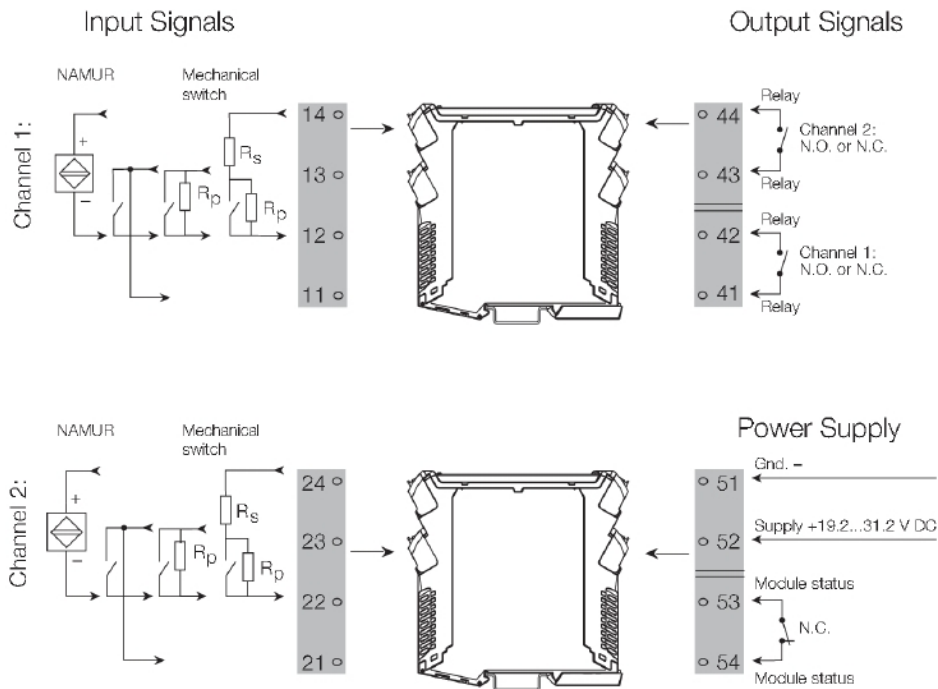 Input Signals
Output Signals
Channel 1:
NAMUR
Mechanical
switch
+
−
Rs
Rp
Rp
14
13
12
11
44
43
42
41
Relay
Channel 2:
N.O. or N.C.
Relay
Relay
Channel 1:
N.O. or N.C.
Relay
Channel 2:
NAMUR
Mechanical
switch
+
−
Rs
Rp
Rp
24
23
22
21
Power Supply
51
52
53
54
Gnd. −
Supply +19.2...31.2 V DC
Module status
N.C.
Module status